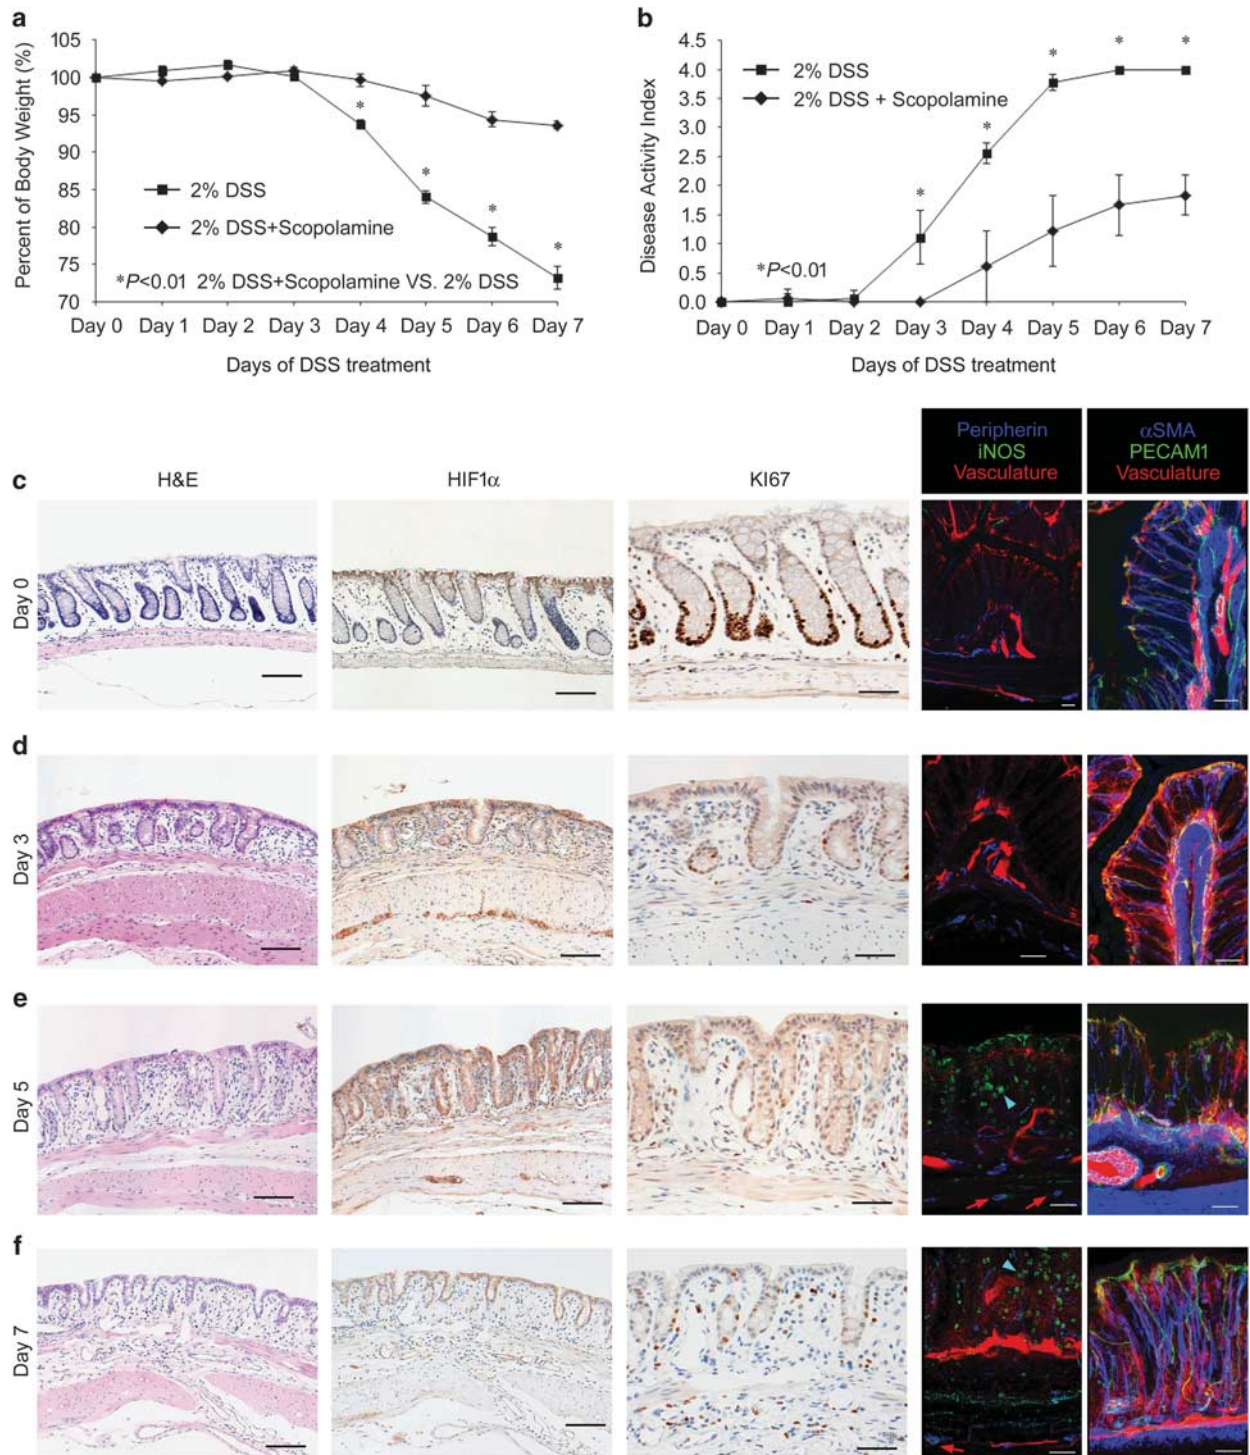 a
105
100
95
90
85
80
75
70
Percent of Body Weight (%)
*
*
*
*
2% DSS
2% DSS+Scopolamine
*P<0.01 2% DSS+Scopolamine VS. 2% DSS
Day 0 Day 1 Day 2 Day 3 Day 4 Day 5 Day 6 Day 7
Days of DSS treatment
b
4.5
4.0
3.5
3.0
2.5
2.0
1.5
1.0
0.5
0.0
Disease Activity Index
2% DSS
2% DSS + Scopolamine
*
*
*
*
*
*P<0.01
Day 0 Day 1 Day 2 Day 3 Day 4 Day 5 Day 6 Day 7
Days of DSS treatment
c
H&E
HIF1α
KI67
Peripherin
iNOS
Vasculature
αSMA
PECAM1
Vasculature
Day 0
d
Day 3
e
Day 5
f
Day 7